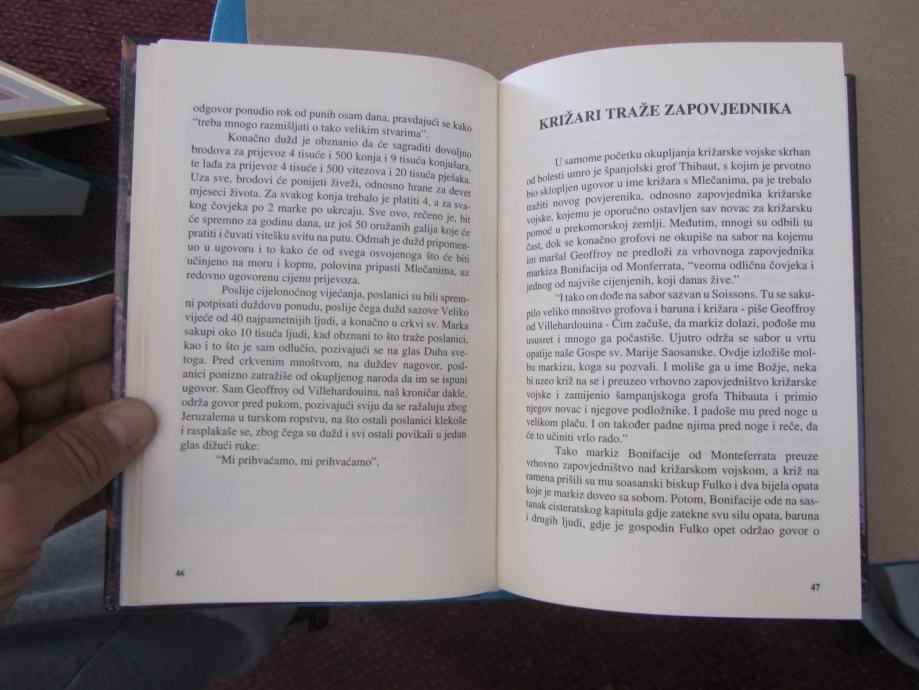 odgovor ponudio rok od punih osam dana, pravdajući se kako
“treba mnogo razmišljati o tako velikim stvarima”.
Konačno dužd je obznanio da će sagraditi dovoljno
brodova za prijevoz 4 tisuće i 500 konja i 9 tisuća konjušara,
te lađa za prijevoz 4 tisuće i 500 vitezova i 20 tisuća pješaka.
Uza sve, brodovi će ponijeti živeži, odnosno hrane za devet
mjeseci života. Za svakog konja trebalo je platiti 4, a za sva-
kog čovjeka po 2 marke po ukrcaju. Sve ovo, rečeno je, bit
će spremno za godinu dana, uz još 50 oružanih galija koje će
pratiti i čuvati vitešku svitu na putu. Odmah je dužd pripomen-
uo u ugovoru i to kako će od svega osvojenoga što će biti
učinjeno na moru i kopnu, polovina pripasti Mlečanima, uz
redovno ugovorenu cijenu prijevoza.
Poslije cijelonoćnog vijećanja, poslanici su bili sprem-
ni potpisati duždovu ponudu, poslije čega dužd sazove Veliko
vijeće od 40 najpametnijih ljudi, a konačno u crkvi sv. Marka
sakupi oko 10 tisuća ljudi, kad obznani to što traže poslanici,
kao i to što je sam odlučio, pozivajući se na glas Duha sve-
toga. Pred crkvenim mnoštvom, na duždev nagovor, posl-
anici ponizno zatražiše od okupljenog naroda da im se ispuni
ugovor. Sam Geoffroy od Villehardouina, naš kroničar dakle,
održa govor pred pukom, pozivajući sviju da se ražaluju zbog
Jeruzalema u turskom ropstvu, na što ostali poslanici klekoše
i rasplakaše se, zbog čega su dužd i svi ostali povikali u jedan
glas dižući ruke:
“Mi prihvaćamo, mi prihvaćamo”.
46
KRIŽARI TRAŽE ZAPOVJEDNIKA
U samome početku okupljanja križarske vojske skrhan
od bolesti umro je španjolski grof Thibaut, s kojim je prvotno
bio sklopljen ugovor u ime križara s Mlečanima, pa je trebalo
tražiti novog povjerenika, odnosno zapovjednika križarske
vojske, kojemu je oporučno ostavljen sav novac za križarsku
pomoć u prekomorskoj zemlji. Međutim, mnogi su odbili tu
čast, dok se konačno grofovi ne okupiše na sabor na kojemu
im maršal Geoffroy ne predloži za vrhovnoga zapovjednika
markiza Bonifacija od Monferrata, “veoma odlična čovjeka i
jednog od najviše cijenjenih, koji danas žive.”
“I tako on dođe na sabor sazvan u Soissons. Tu se saku-
pilo veliko mnoštvo grofova i baruna i križara - piše Geoffroy
od Villehardouina - Čim začuše, da markiz dolazi, pođoše mu
ususret i mnogo ga počastiše. Ujutro održa se sabor u vrtu
opatije naše Gospe sv. Marije Saosanske. Ovdje izložiše mol-
bu markizu, koga su pozvali. I moliše ga u ime Božje, neka
bi uzeo križ na se i preuzeo vrhovno zapovjedništvo križarske
vojske i zamijenio šampanjskoga grofa Thibauta i primio
njegov novac i njegove podložnike. I padoše mu pred noge u
velikom plaču. I on također padne njima pred noge i reče, da
će to učiniti vrlo rado.”
Tako markiz Bonifacije od Monteferrata preuze
vrhovno zapovjedništvo nad križarskom vojskom, a križ na
ramena prišili su mu soasanski biskup Fulko i dva bijela opata
koje je markiz doveo sa sobom. Potom, Bonifacije ode na sas-
tanak cisteratskog kapitula gdje zatekne svu silu opata, baruna
i drugih ljudi, gdje je gospodin Fulko opet održao govor o
47